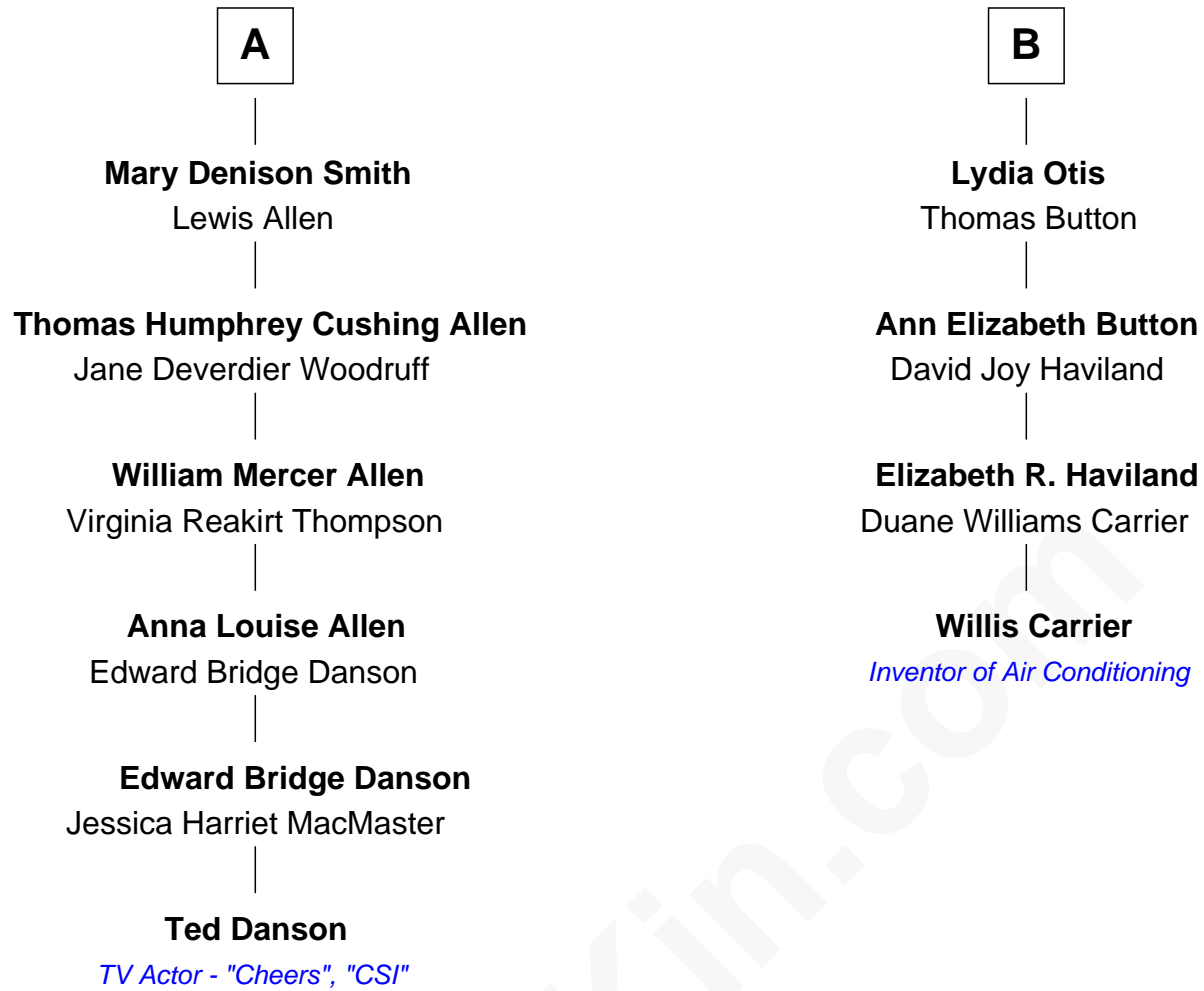 A
Mary Denison Smith
Lewis Allen
Thomas Humphrey Cushing Allen
Jane Deverdier Woodruff
William Mercer Allen
Virginia Reakirt Thompson
Anna Louise Allen
Edward Bridge Danson
Edward Bridge Danson
Jessica Harriet MacMaster
Ted Danson
TV Actor - "Cheers", "CSI"
B
Lydia Otis
Thomas Button
Ann Elizabeth Button
David Joy Haviland
Elizabeth R. Haviland
Duane Williams Carrier
Willis Carrier
Inventor of Air Conditioning